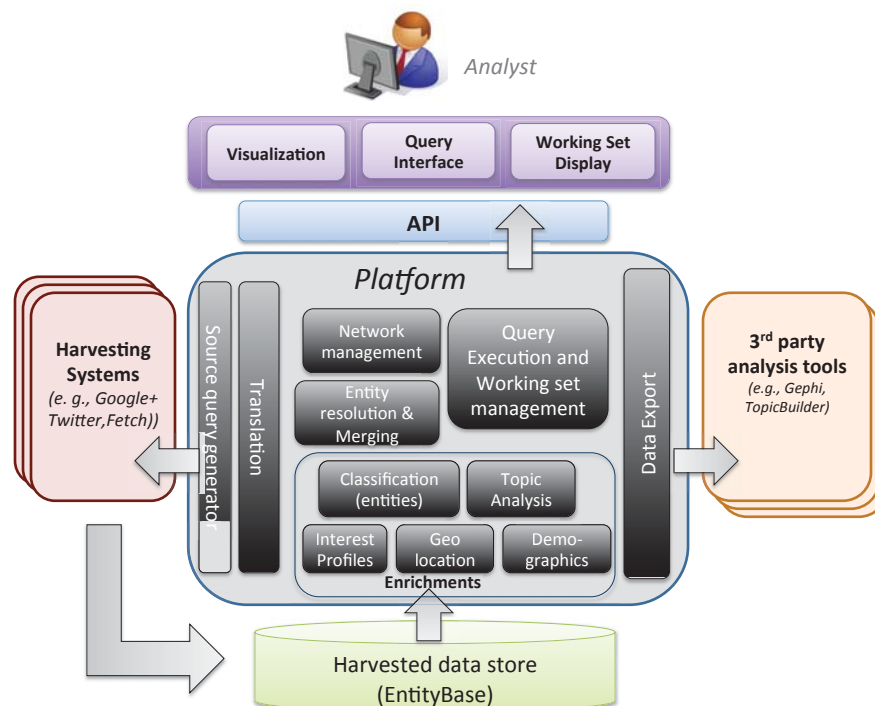 Analyst
Visualization
Query
Interface
Working Set
Display
API
Platform
Harvesting
Systems
(e. g., Google+
Twitter,Fetch))
Source query generator
Translation
Network
management
Entity
resolution &
Merging
Query
Execution and
Working set
management
Classification
(entities)
Topic
Analysis
Interest
Profiles
Geo
location
Demo-
graphics
Enrichments
Data Export
3rd party
analysis tools
(e.g., Gephi,
TopicBuilder)
Harvested data store
(EntityBase)